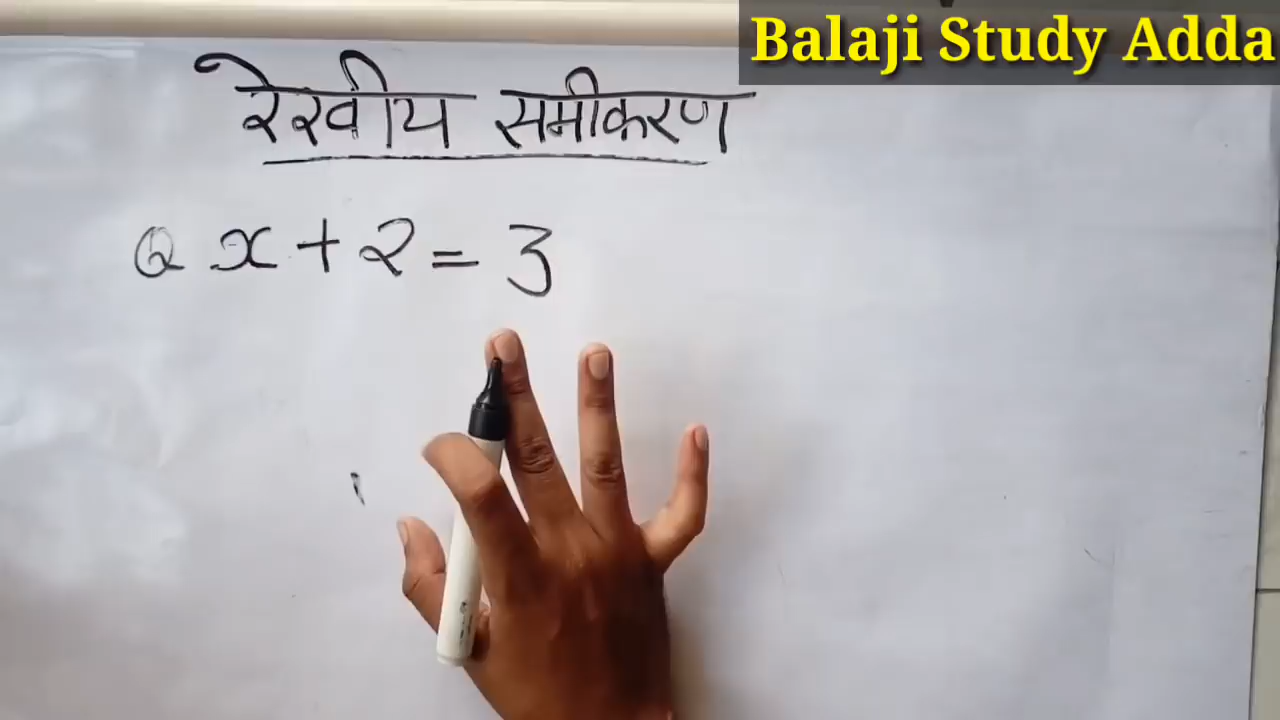 Balaji Study Adda
रेखीय समीकरण
Q x + 2 = 3